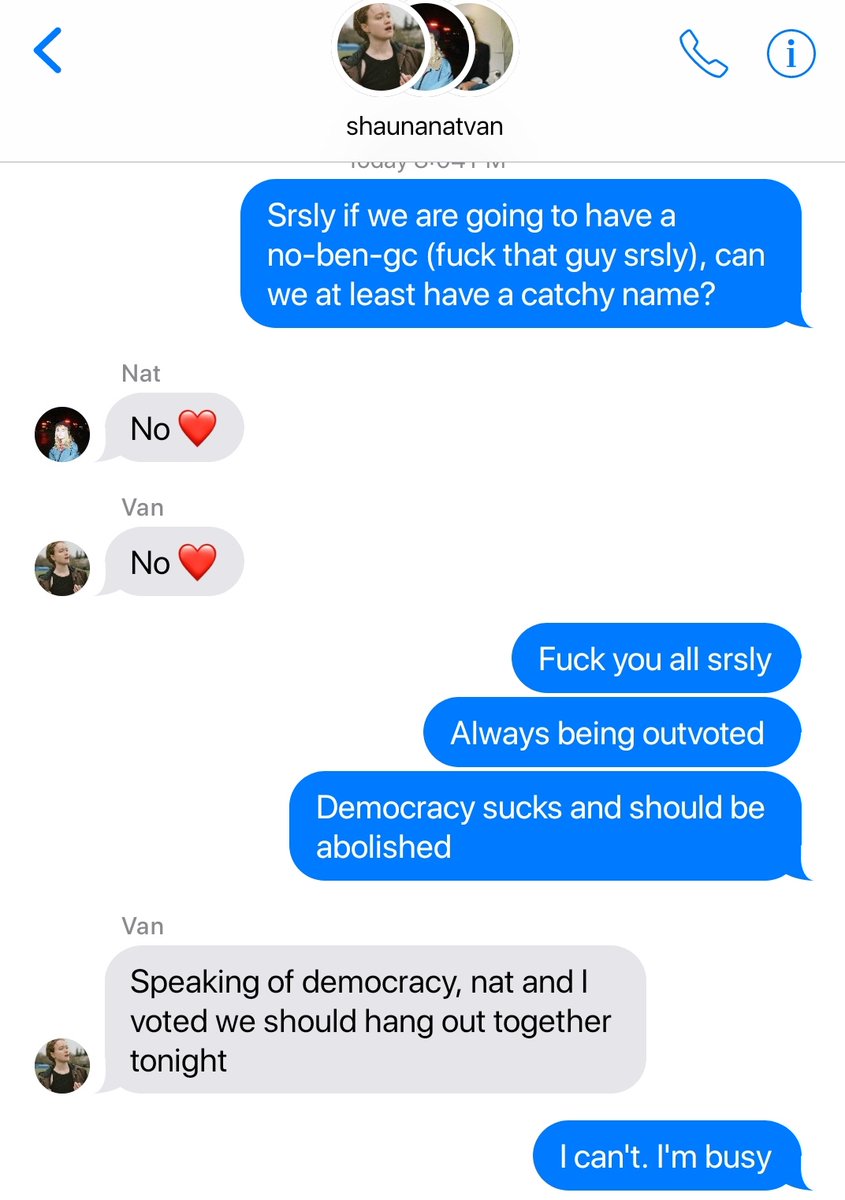 shaunanatvan
Srsly if we are going to have a
no-ben-gc (fuck that guy srsly), can
we at least have a catchy name?
Nat
No ❤️
Van
No ❤️
Fuck you all srsly
Always being outvoted
Democracy sucks and should be
abolished
Van
Speaking of democracy, nat and I
voted we should hang out together
tonight
I can't. I'm busy